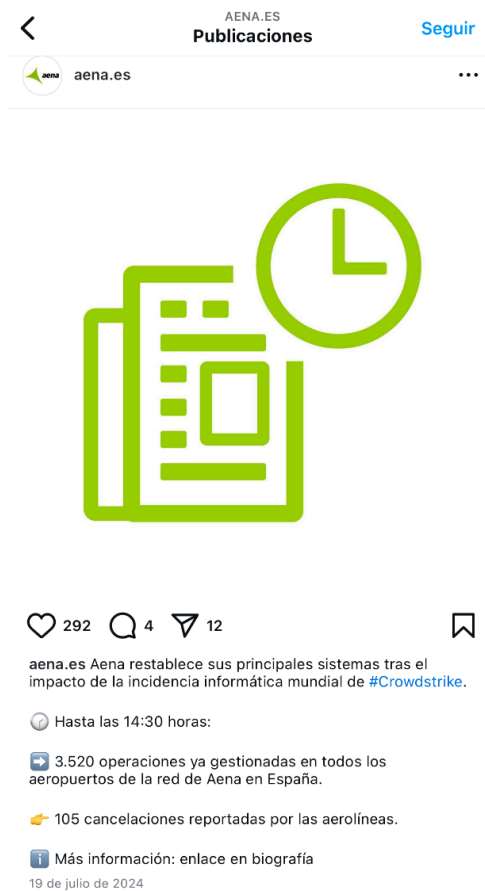 AENA.ES
Publicaciones
Seguir
aena
aena.es
292
4
12
aena.es Aena restablece sus principales sistemas tras el
impacto de la incidencia informática mundial de #Crowdstrike.
🕝 Hasta las 14:30 horas:
➡️ 3.520 operaciones ya gestionadas en todos los
aeropuertos de la red de Aena en España.
👉 105 cancelaciones reportadas por las aerolíneas.
ℹ️ Más información: enlace en biografía
19 de julio de 2024